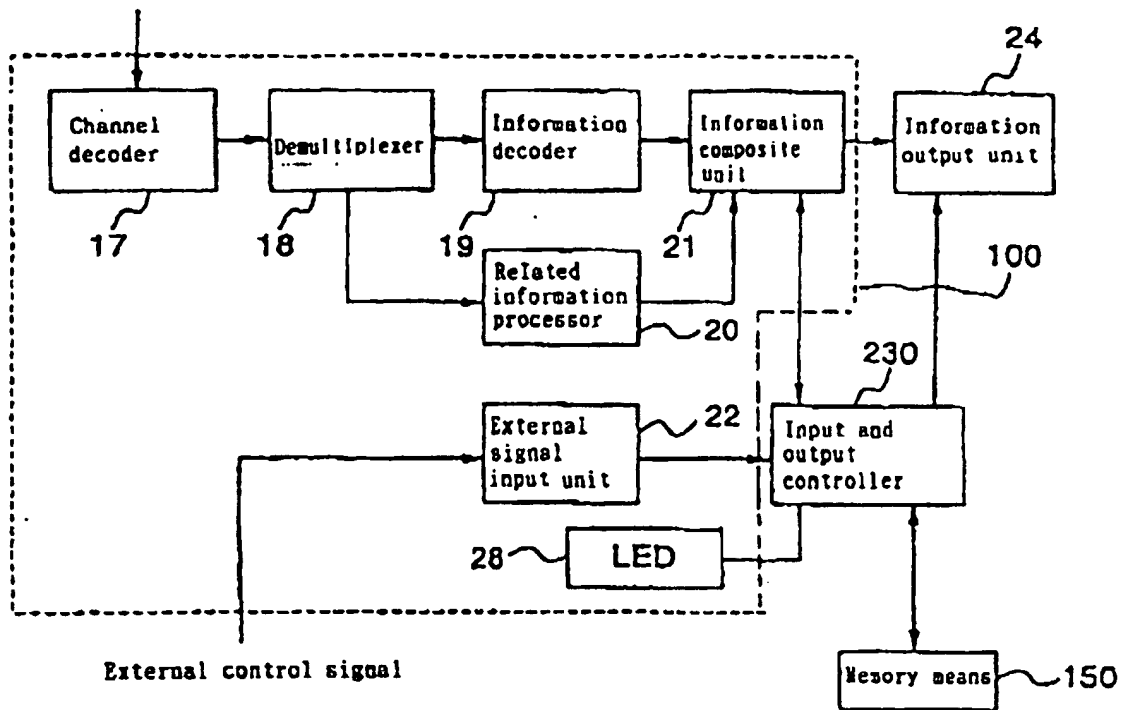 24
Channel
decoder
Demultiplexer
Information
decoder
Information
composite
unit
Information
output unit
17
18
19
21
100
Related
information
processor
20
230
22
External
signal
input unit
Input and
output
controller
28
LED
External control signal
Memory means
150